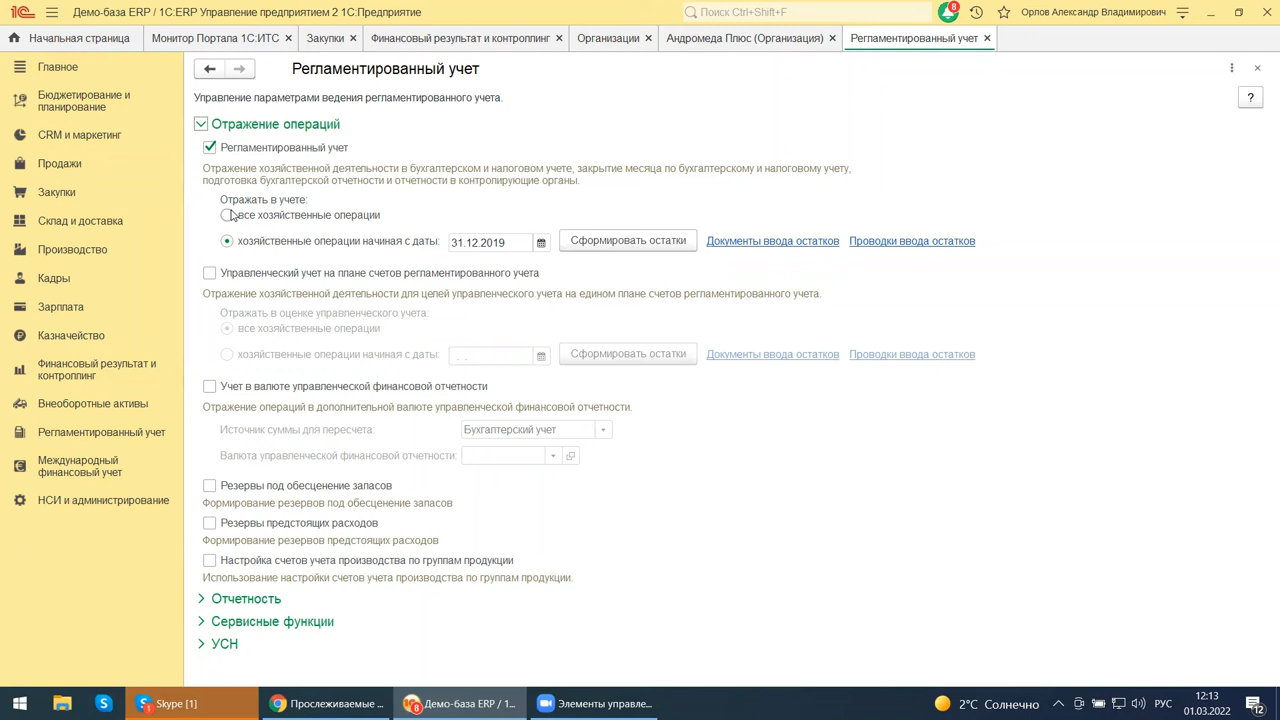 Демо-база ERP / 1С:ERP Управление предприятием 2 1С:Предприятие
Поиск Ctrl+Shift+F
8
Орлов Александр Владимирович
Начальная страница
Монитор Портала 1С:ИТС
Закупки
Финансовый результат и контроллинг
Организации
Андромеда Плюс (Организация)
Регламентированный учет
Главное
Бюджетирование и
планирование
CRM и маркетинг
Продажи
Закупки
Склад и доставка
Производство
Кадры
Зарплата
Казначейство
Финансовый результат и
контроллинг
Внеоборотные активы
Регламентированный учет
Международный
финансовый учет
НСИ и администрирование
Регламентированный учет
Управление параметрами ведения регламентированного учета.
?
Отражение операций
Регламентированный учет
Отражение хозяйственной деятельности в бухгалтерском и налоговом учете, закрытие месяца по бухгалтерскому и налоговому учету,
подготовка бухгалтерской отчетности и отчетности в контролирующие органы.
Отражать в учете:
все хозяйственные операции
хозяйственные операции начиная с даты: 31.12.2019 Сформировать остатки Документы ввода остатков Проводки ввода остатков
Управленческий учет на плане счетов регламентированного учета
Отражение хозяйственной деятельности для целей управленческого учета на едином плане счетов регламентированного учета.
Отражать в оценке управленческого учета:
все хозяйственные операции
хозяйственные операции начиная с даты: . . Сформировать остатки Документы ввода остатков Проводки ввода остатков
Учет в валюте управленческой финансовой отчетности
Отражение операций в дополнительной валюте управленческой финансовой отчетности.
Источник суммы для пересчета: Бухгалтерский учет
Валюта управленческой финансовой отчетности:
Резервы под обесценение запасов
Формирование резервов под обесценение запасов
Резервы предстоящих расходов
Формирование резервов предстоящих расходов
Настройка счетов учета производства по группам продукции
Использование настройки счетов учета производства по группам продукции.
Отчетность
Сервисные функции
УСН
Skype [1]
Прослеживаемые ...
Демо-база ERP / 1...
Элементы управле...
2°C Солнечно
РУС
12:13
01.03.2022
12